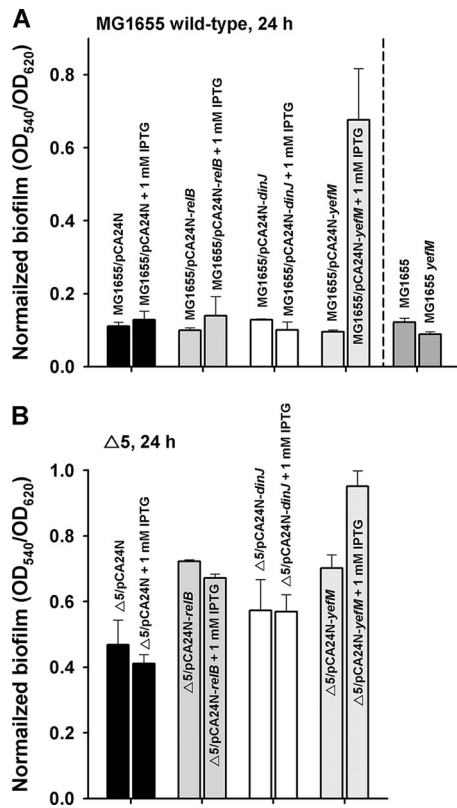 A
MG1655 wild-type, 24 h
Normailzed biofilm (OD540/OD620)
0.8
0.6
0.4
0.2
0.0
MG1655/pCA24N
MG1655/pCA24N + 1 mM IPTG
MG1655/pCA24N-relB
MG1655/pCA24N-relB + 1 mM IPTG
MG1655/pCA24N-dinJ
MG1655/pCA24N-dinJ + 1 mM IPTG
MG1655/pCA24N-yefM
MG1655/pCA24N-yefM + 1 mM IPTG
MG1655
MG1655 yefM
B
△5, 24 h
Normailzed biofilm (OD540/OD620)
1.0
0.8
0.6
0.4
0.2
0.0
△5/pCA24N
△5/pCA24N + 1 mM IPTG
△5/pCA24N-relB
△5/pCA24N-relB + 1 mM IPTG
△5/pCA24N-dinJ
△5/pCA24N-dinJ + 1 mM IPTG
△5/pCA24N-yefM
△5/pCA24N-yefM + 1 mM IPTG